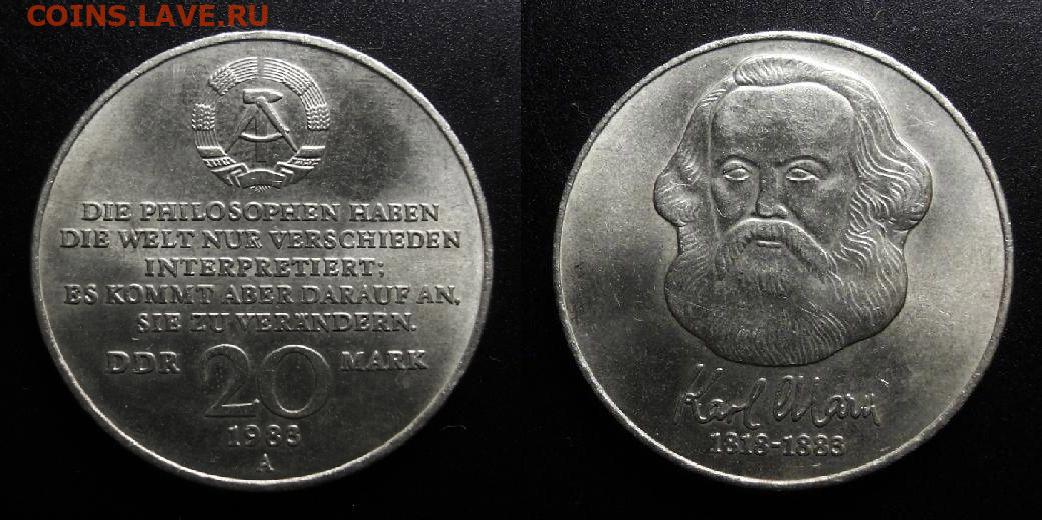 COINS.LAVE.РУ
DIE PHILOSOPHEN HABEN
DIE WELT NUR VERSCHIEDEN
INTERPRETIERT;
ES KOMMT ABER DARAUF AN,
SIE ZU VERÄNDERN.
DDR 20 MARK
1983
A
Karl Marx
1818-1883